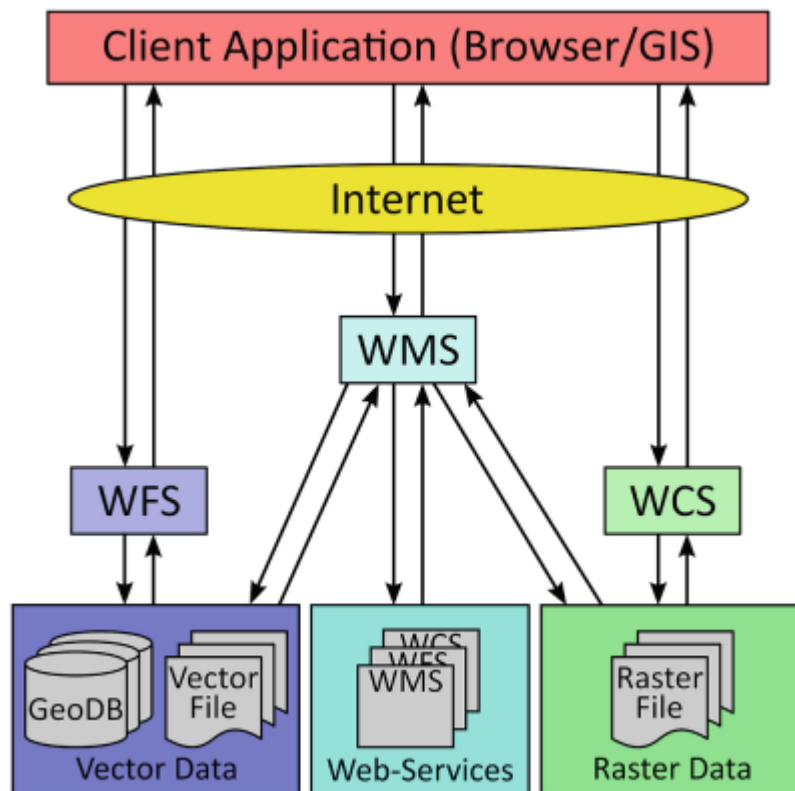 Client Application (Browser/GIS)
Internet
WMS
WFS
WCS
GeoDB
Vector
File
Vector Data
WCS
WFS
WMS
Web-Services
Raster
File
Raster Data